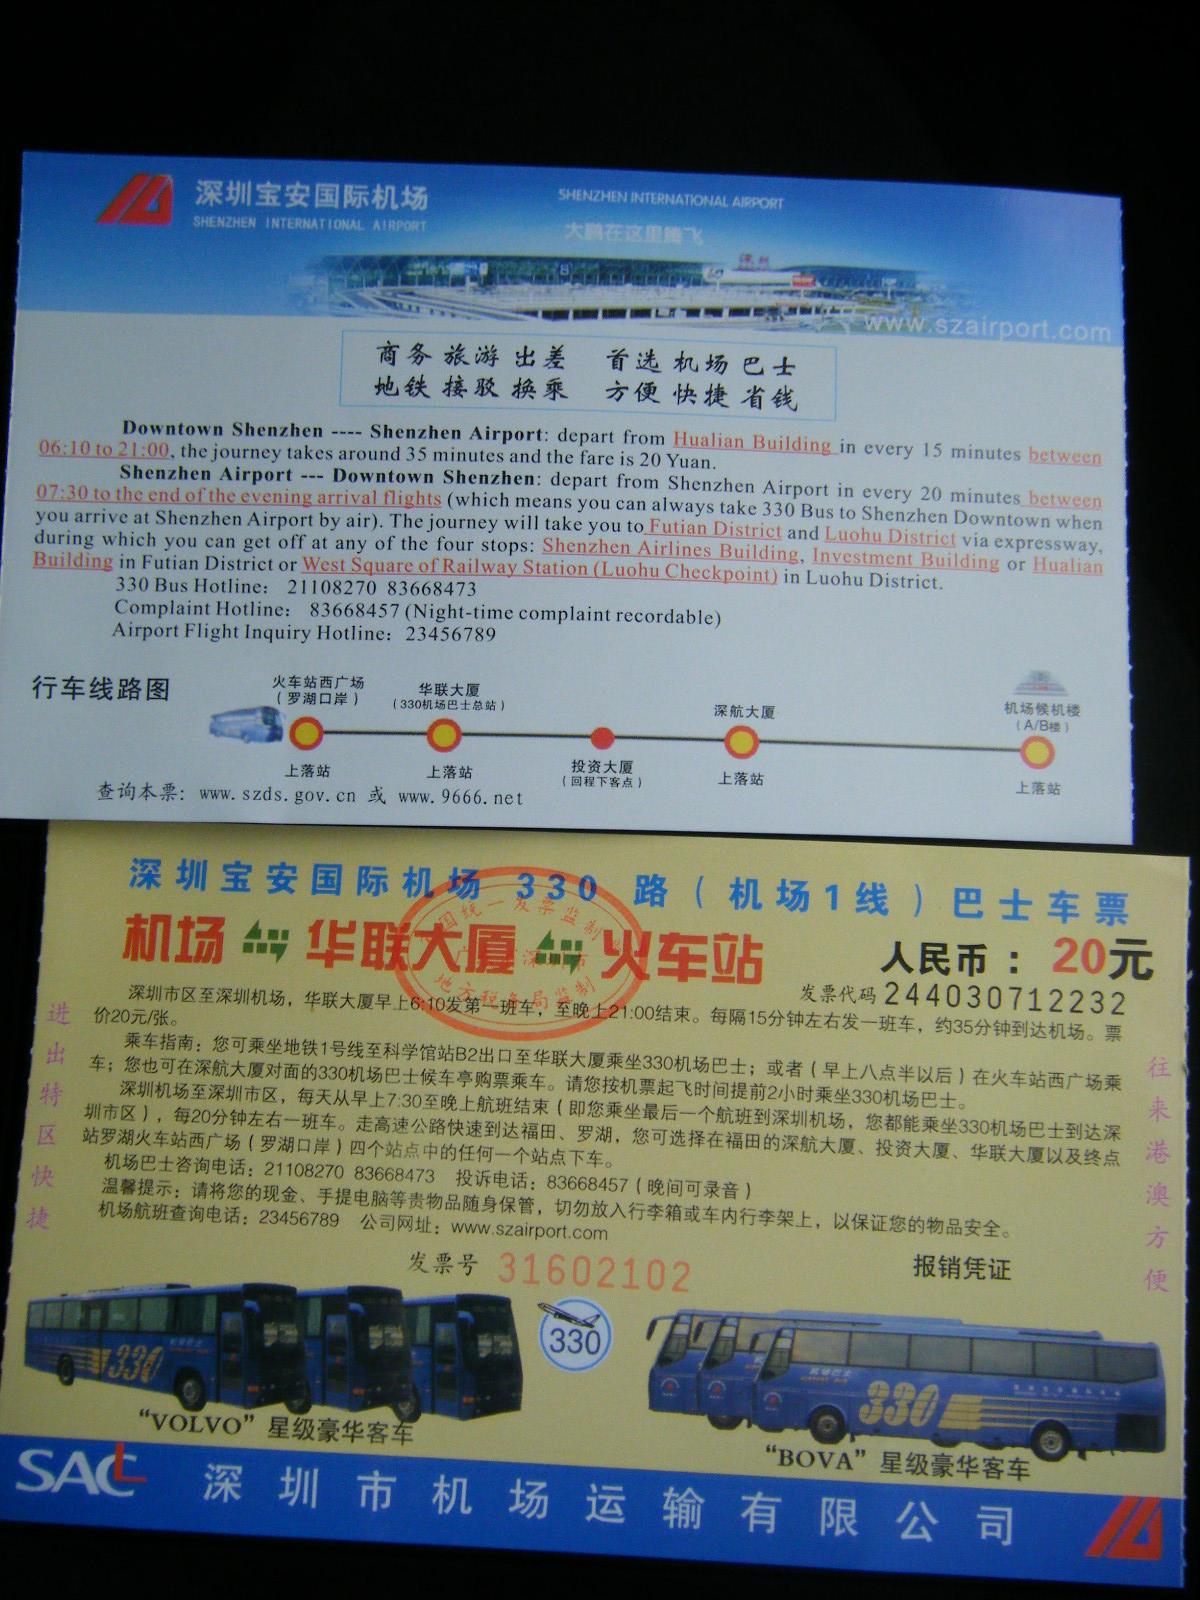 深圳宝安国际机场
SHENZHEN INTERNATIONAL AIRPORT
SHENZHEN INTERNATIONAL AIRPORT
大鹏在这里腾飞
深圳
www.szairport.com
商务 旅游 出差 首选 机场 巴士
地铁 接驳 换乘 方便 快捷 省钱
Downtown Shenzhen ---- Shenzhen Airport: depart from Hualian Building in every 15 minutes between
06:10 to 21:00, the journey takes around 35 minutes and the fare is 20 Yuan.
Shenzhen Airport --- Downtown Shenzhen: depart from Shenzhen Airport in every 20 minutes between
07:30 to the end of the evening arrival flights (which means you can always take 330 Bus to Shenzhen Downtown when
you arrive at Shenzhen Airport by air). The journey will take you to Futian District and Luohu District via expressway,
during which you can get off at any of the four stops: Shenzhen Airlines Building, Investment Building or Hualian
Building in Futian District or West Square of Railway Station (Luohu Checkpoint) in Luohu District.
330 Bus Hotline: 21108270 83668473
Complaint Hotline: 83668457 (Night-time complaint recordable)
Airport Flight Inquiry Hotline: 23456789
行车线路图
火车站西广场
（罗湖口岸）
上落站
华联大厦
（330机场巴士总站）
上落站
投资大厦
（回程下客点）
深航大厦
上落站
机场候机楼
（A/B楼）
上落站
查询本票: www.szds.gov.cn 或 www.9666.net
深圳宝安国际机场 330 路（机场1线）巴士车票
机场 华联大厦 火车站
人民币：20元
国统一发票监制
地方税务局监制
发票代码 244030712232
深圳市区至深圳机场，华联大厦早上6:10发第一班车，至晚上21:00结束。每隔15分钟左右发一班车，约35分钟到达机场。票
价20元/张。
乘车指南：您可乘坐地铁1号线至科学馆站B2出口至华联大厦乘坐330机场巴士；或者（早上八点半以后）在火车站西广场乘
车；您也可在深航大厦对面的330机场巴士候车亭购票乘车。请您按机票起飞时间提前2小时乘坐330机场巴士。
深圳机场至深圳市区，每天从早上7:30至晚上航班结束（即您乘坐最后一个航班到深圳机场，您都能乘坐330机场巴士到达深
圳市区），每20分钟左右一班车。走高速公路快速到达福田、罗湖，您可选择在福田的深航大厦、投资大厦、华联大厦以及终点
站罗湖火车站西广场（罗湖口岸）四个站点中的任何一个站点下车。
机场巴士咨询电话：21108270 83668473 投诉电话：83668457（晚间可录音）
温馨提示：请将您的现金、手提电脑等贵物品随身保管，切勿放入行李箱或车内行李架上，以保证您的物品安全。
机场航班查询电话：23456789 公司网址：www.szairport.com
进出特区快捷
往来港澳方便
发票号 31602102
报销凭证
330
330
330
"VOLVO" 星级豪华客车
"BOVA" 星级豪华客车
SACL 深圳市机场运输有限公司